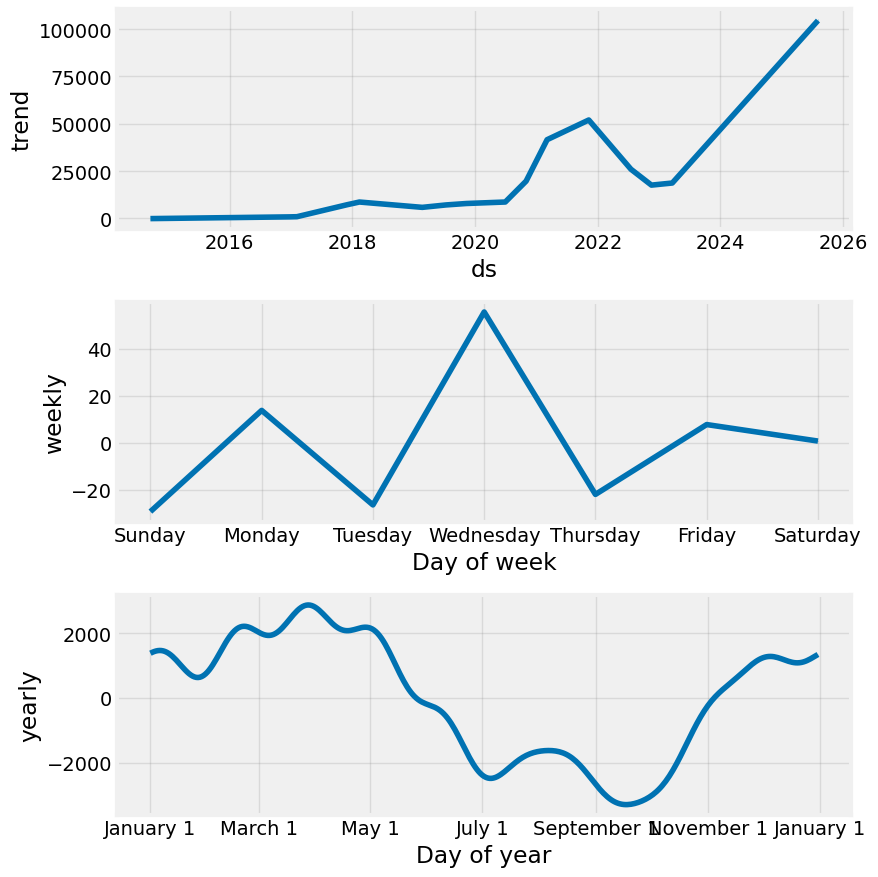 100000
75000
50000
25000
0
trend
2016 2018 2020 2022 2024 2026
ds
40
20
0
−20
weekly
Sunday Monday Tuesday Wednesday Thursday Friday Saturday
Day of week
2000
0
−2000
yearly
January 1 March 1 May 1 July 1 September 1 November 1 January 1
Day of year